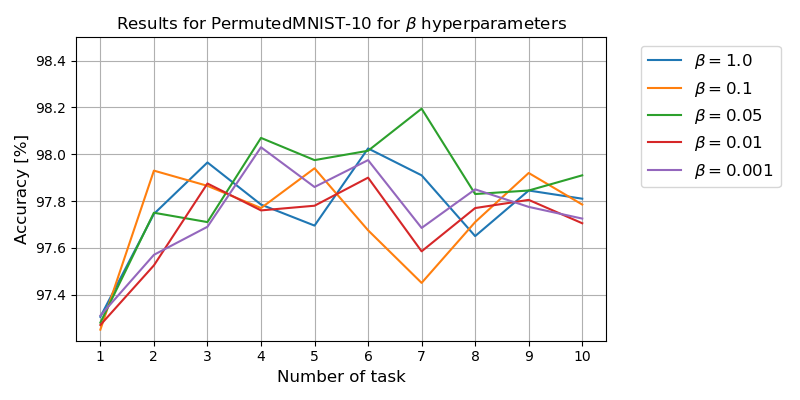 Results for PermutedMNIST-10 for β hyperparameters
98.4
98.2
98.0
97.8
97.6
97.4
Accuracy [%]
1 2 3 4 5 6 7 8 9 10
Number of task
β = 1.0
β = 0.1
β = 0.05
β = 0.01
β = 0.001